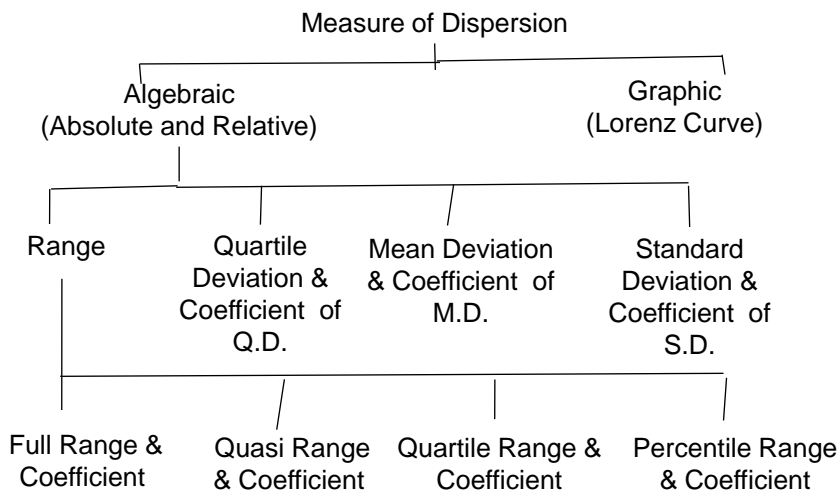 Measure of Dispersion
Algebraic
(Absolute and Relative)
Graphic
(Lorenz Curve)
Range
Quartile
Deviation &
Coefficient of
Q.D.
Mean Deviation
& Coefficient of
M.D.
Standard
Deviation &
Coefficient of
S.D.
Full Range &
Coefficient
Quasi Range
& Coefficient
Quartile Range &
Coefficient
Percentile Range
& Coefficient